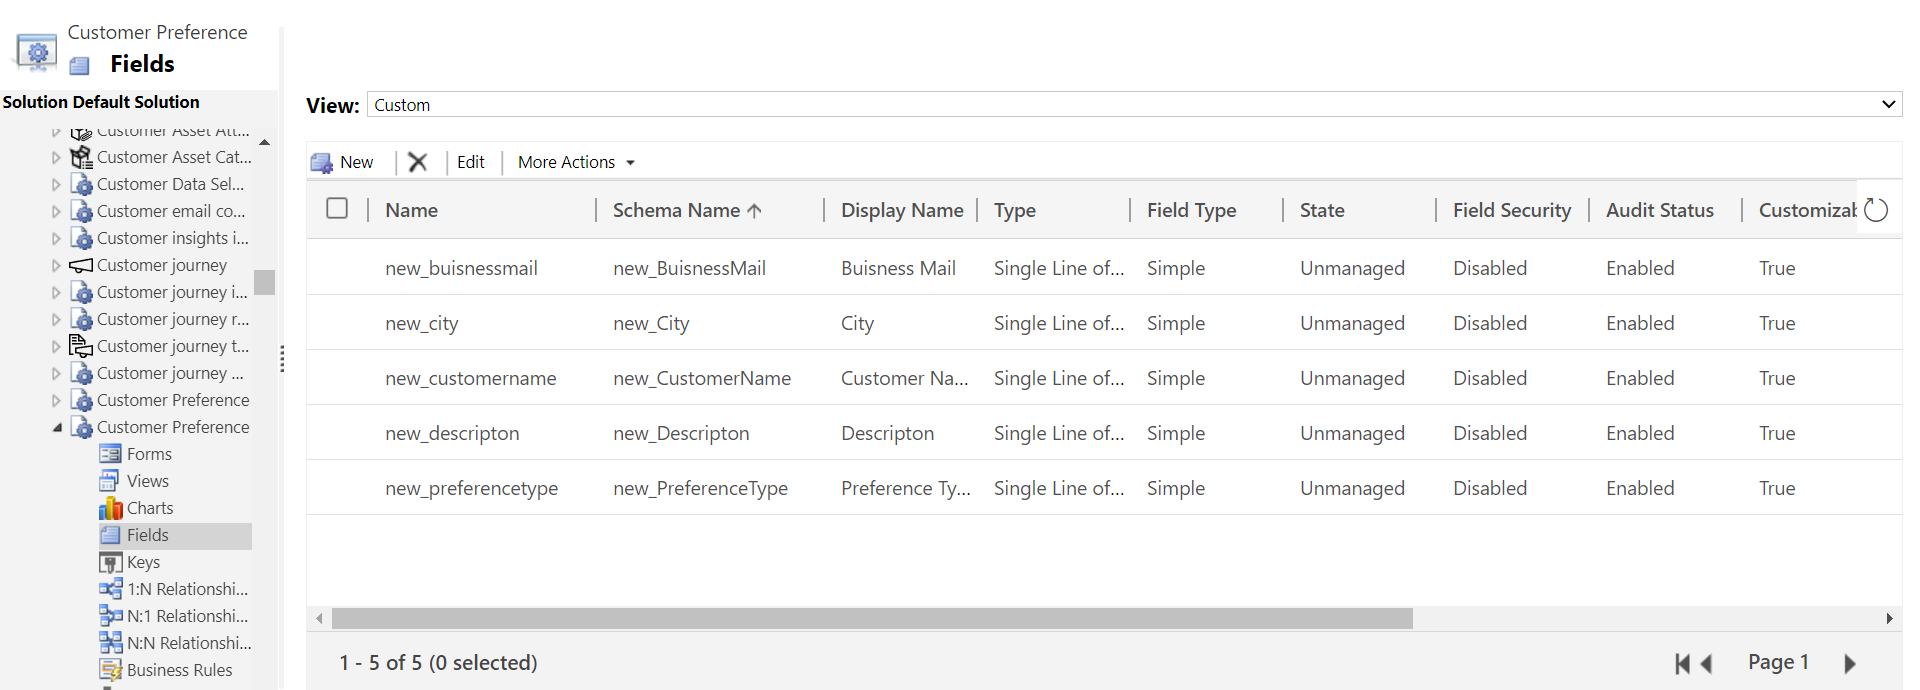 Customer Preference
Fields
Solution Default Solution
Customer Asset Att...
Customer Asset Cat...
Customer Data Sel...
Customer email co...
Customer insights i...
Customer journey
Customer journey i...
Customer journey r...
Customer journey t...
Customer journey ...
Customer Preference
Customer Preference
Forms
Views
Charts
Fields
Keys
1:N Relationshi...
N:1 Relationshi...
N:N Relationshi...
Business Rules
View: Custom
New Edit More Actions
Name Schema Name Display Name Type Field Type State Field Security Audit Status Customizab
new_buisnessmail new_BuisnessMail Buisness Mail Single Line of... Simple Unmanaged Disabled Enabled True
new_city new_City City Single Line of... Simple Unmanaged Disabled Enabled True
new_customername new_CustomerName Customer Na... Single Line of... Simple Unmanaged Disabled Enabled True
new_descripton new_Descripton Descripton Single Line of... Simple Unmanaged Disabled Enabled True
new_preferencetype new_PreferenceType Preference Ty... Single Line of... Simple Unmanaged Disabled Enabled True
1 - 5 of 5 (0 selected)
Page 1